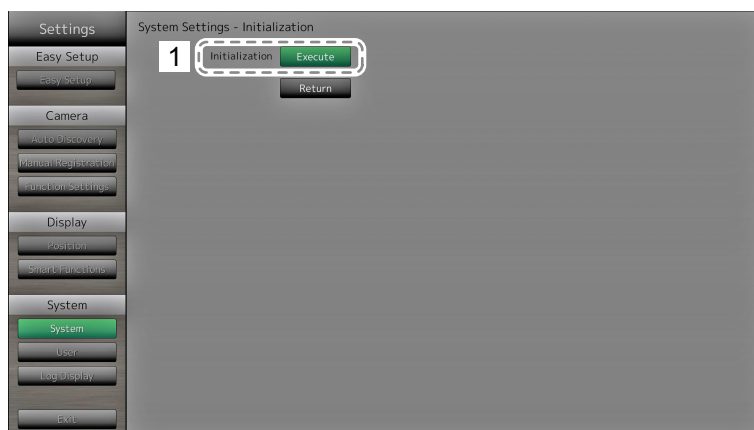 Settings
Easy Setup
Easy Setup
Camera
Auto Discovery
Manual Registration
Function Settings
Display
Position
Smart Functions
System
System
User
Log Display
Exit
System Settings - Initialization
1
Initialization Execute
Return